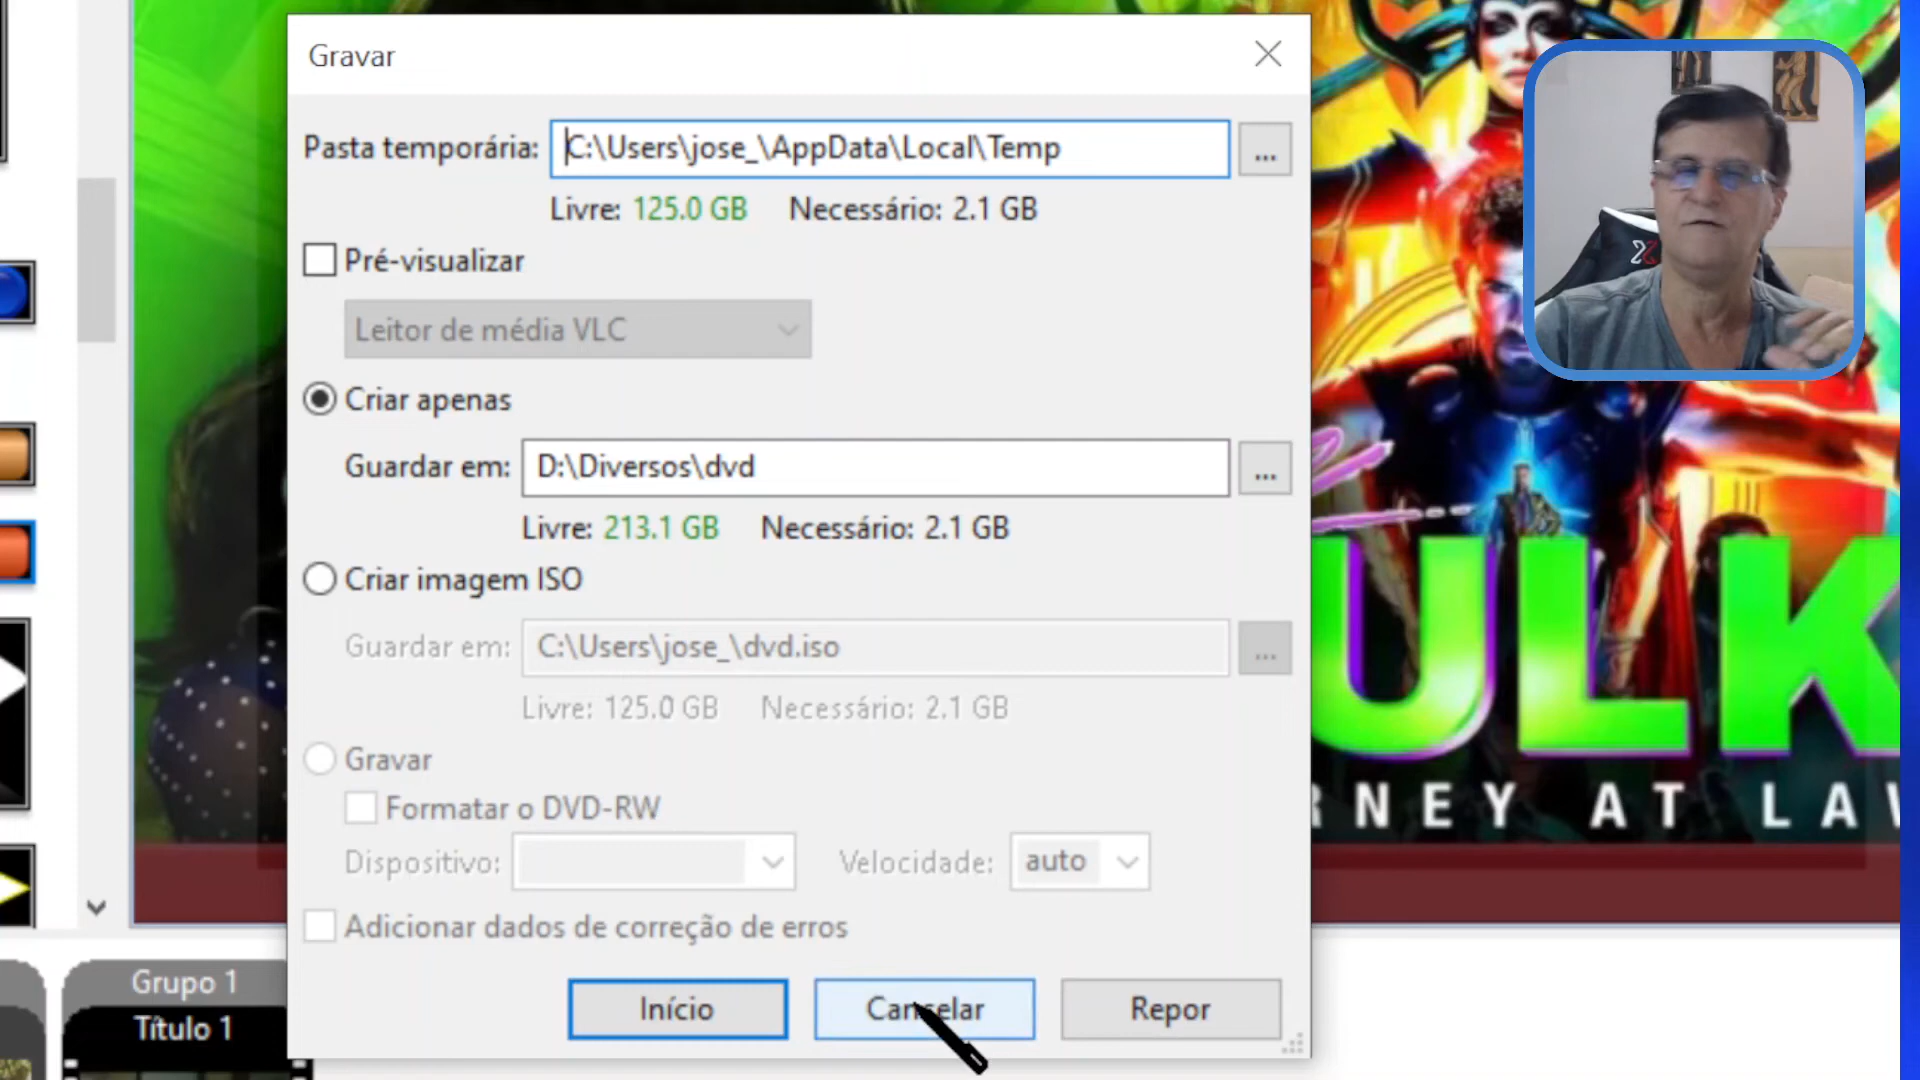 Gravar
Pasta temporária: C:\Users\jose_\AppData\Local\Temp ...
Livre: 125.0 GB Necessário: 2.1 GB
Pré-visualizar
Leitor de média VLC
Criar apenas
Guardar em: D:\Diversos\dvd ...
Livre: 213.1 GB Necessário: 2.1 GB
Criar imagem ISO
Guardar em: C:\Users\jose_\dvd.iso ...
Livre: 125.0 GB Necessário: 2.1 GB
Gravar
Formatar o DVD-RW
Dispositivo: Velocidade: auto
Adicionar dados de correção de erros
Início Cancelar Repor
ULK
RNEY AT LAW
Grupo 1
Título 1